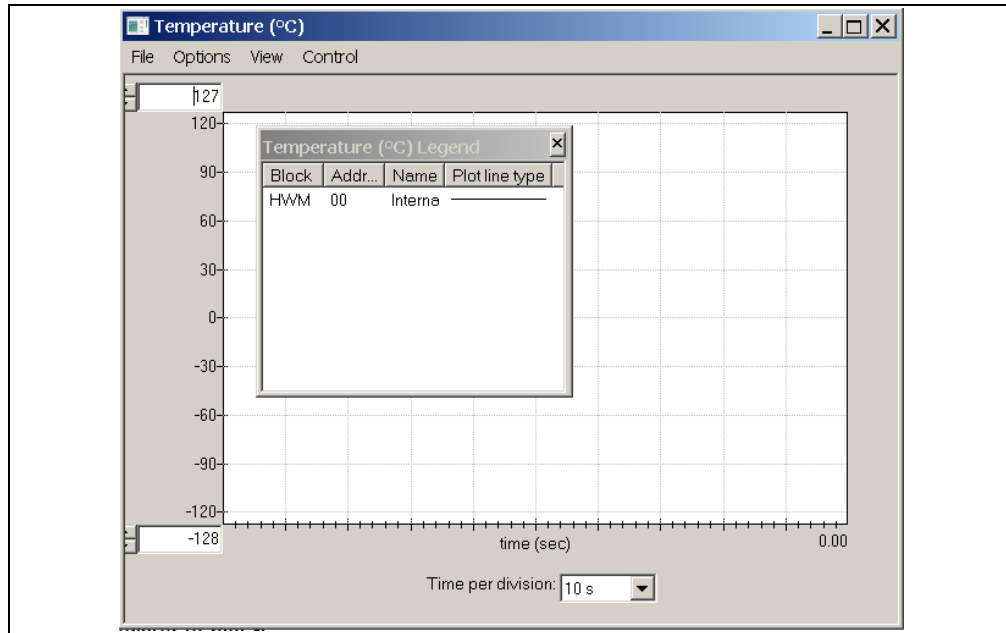 Temperature (°C)
File Options View Control
127
120
Temperature (°C) Legend
90
Block Addr... Name Plot line type
HWM 00 Interna
60
30
0
-30
-60
-90
-120
-128
time (sec) 0.00
Time per division: 10 s